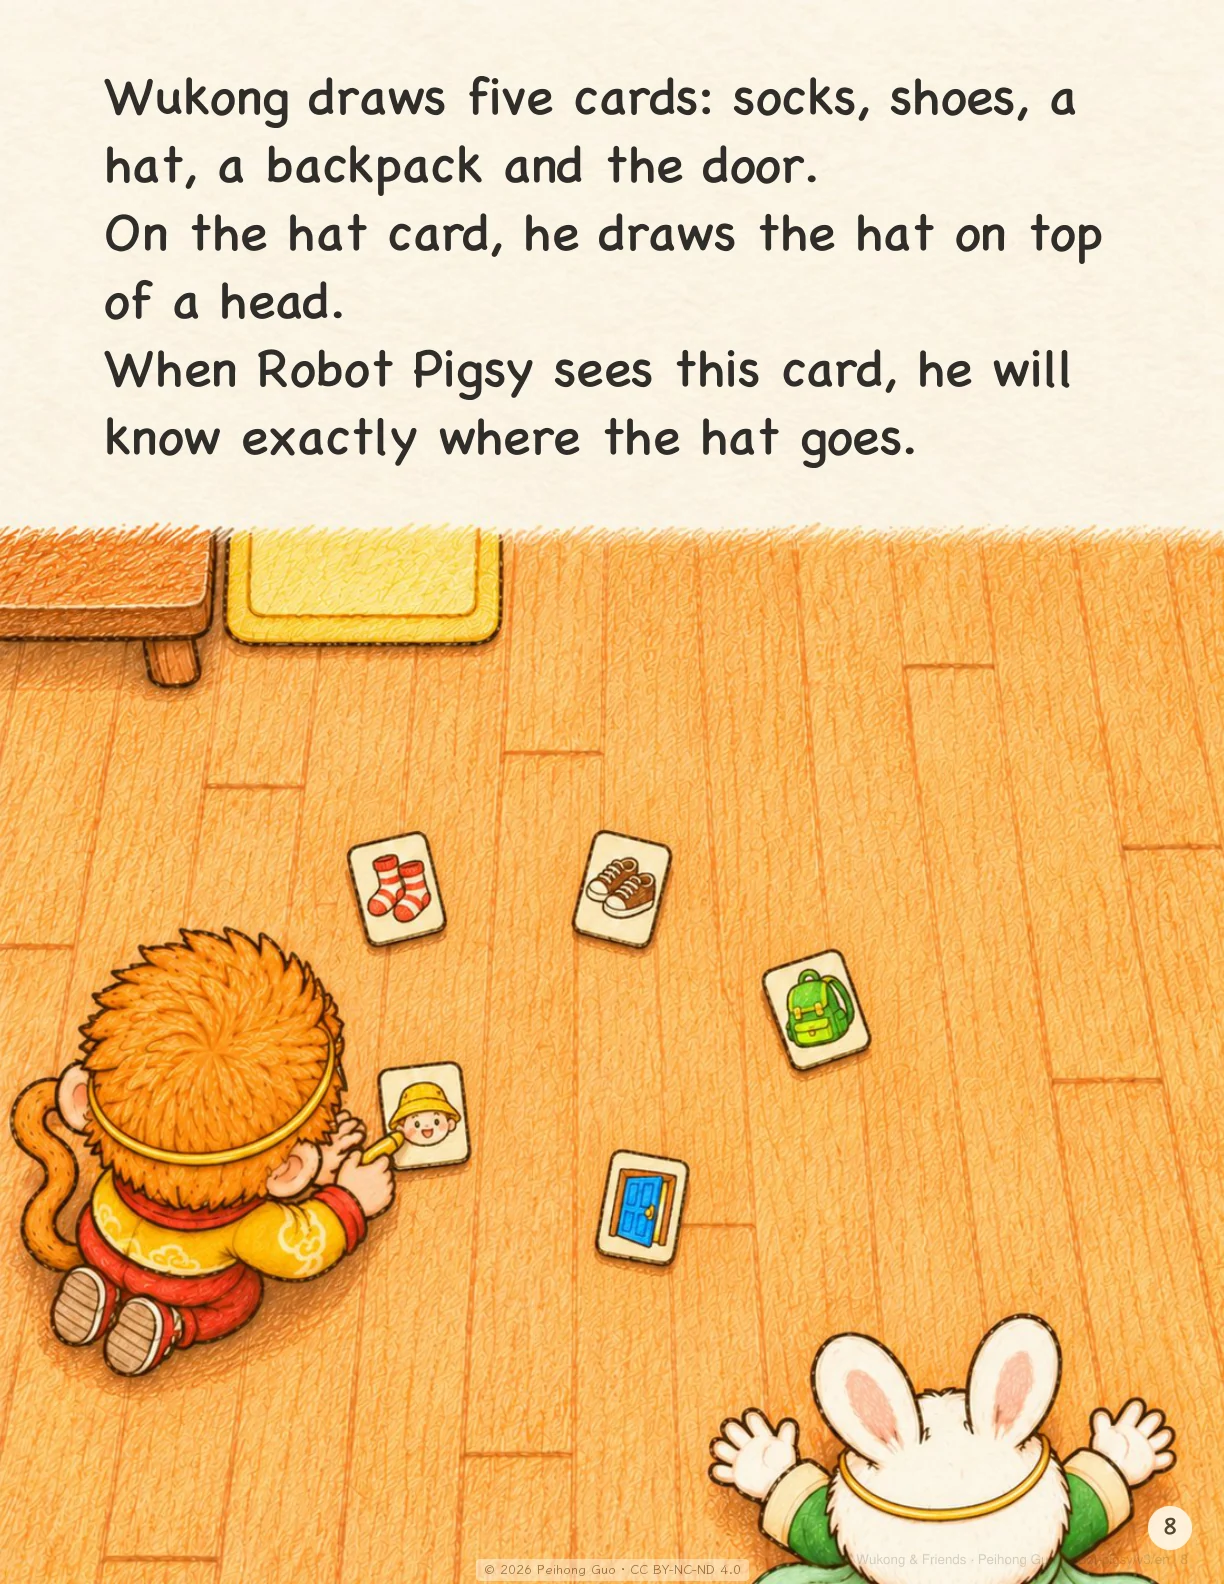 Wukong draws five cards: socks, shoes, a
hat, a backpack and the door.
On the hat card, he draws the hat on top
of a head.
When Robot Pigsy sees this card, he will
know exactly where the hat goes.
8
Wukong & Friends · Peihong
© 2026 Peihong Guo • CC BY-NC-ND 4.0